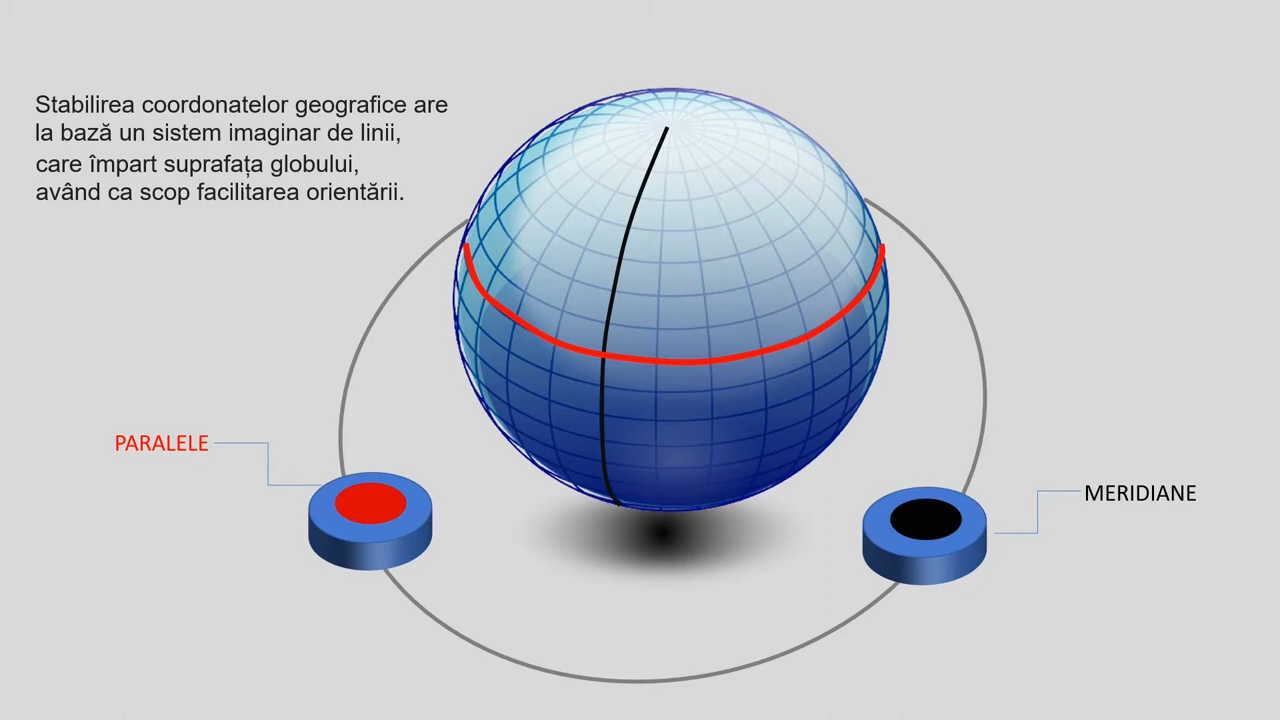 Stabilirea coordonatelor geografice are
la bază un sistem imaginar de linii,
care împart suprafața globului,
având ca scop facilitarea orientării.
PARALELE
MERIDIANE